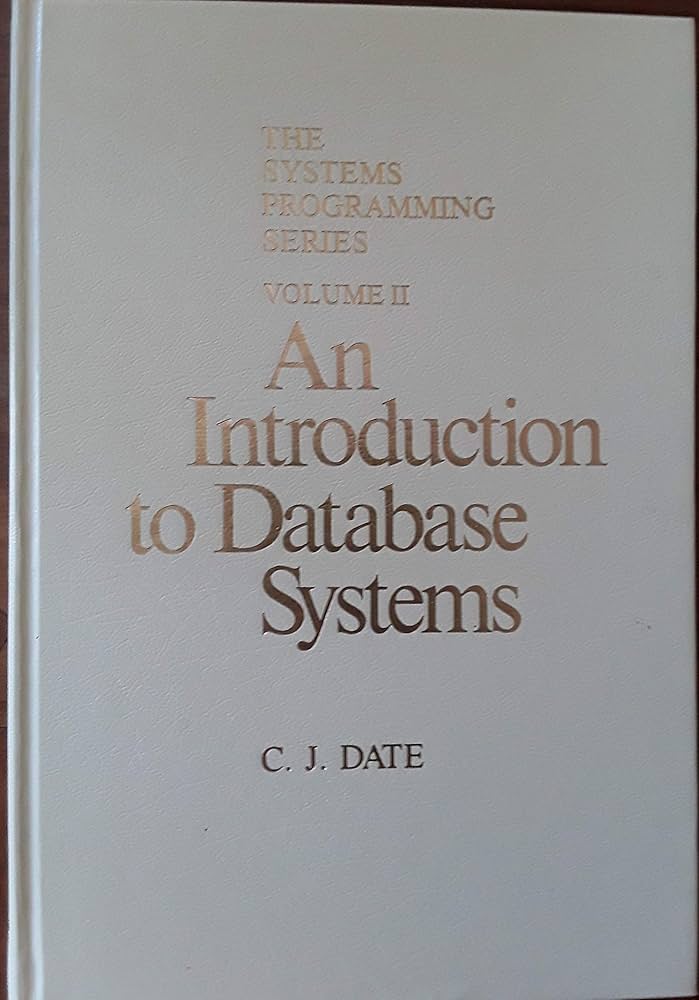 THE
SYSTEMS
PROGRAMMING
SERIES
VOLUME II
An
Introduction
to Database
Systems
C. J. DATE